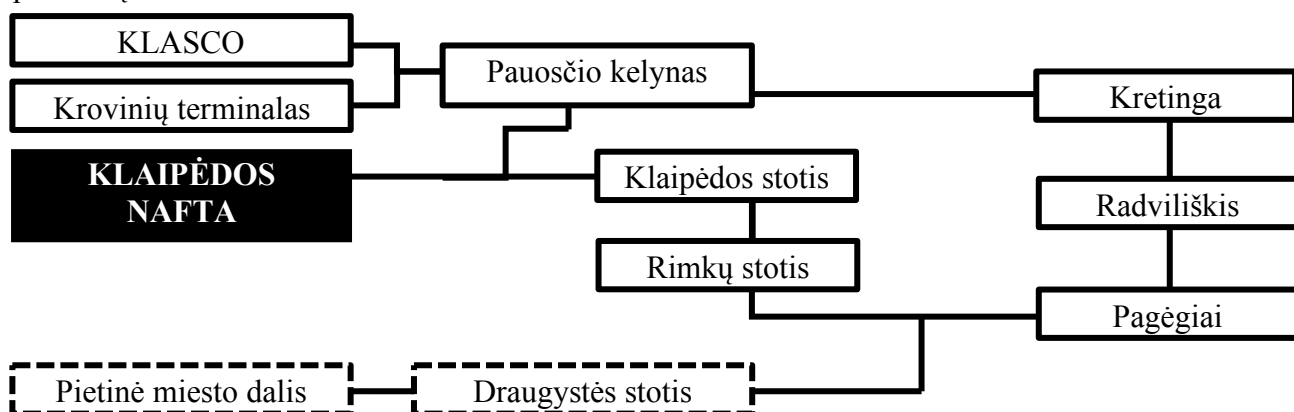 KLASCO
Pauosčio kelynas
Krovinių terminalas
Kretinga
KLAIPĖDOS
NAFTA
Klaipėdos stotis
Radviliškis
Rimkų stotis
Pagėgiai
Pietinė miesto dalis
Draugystės stotis